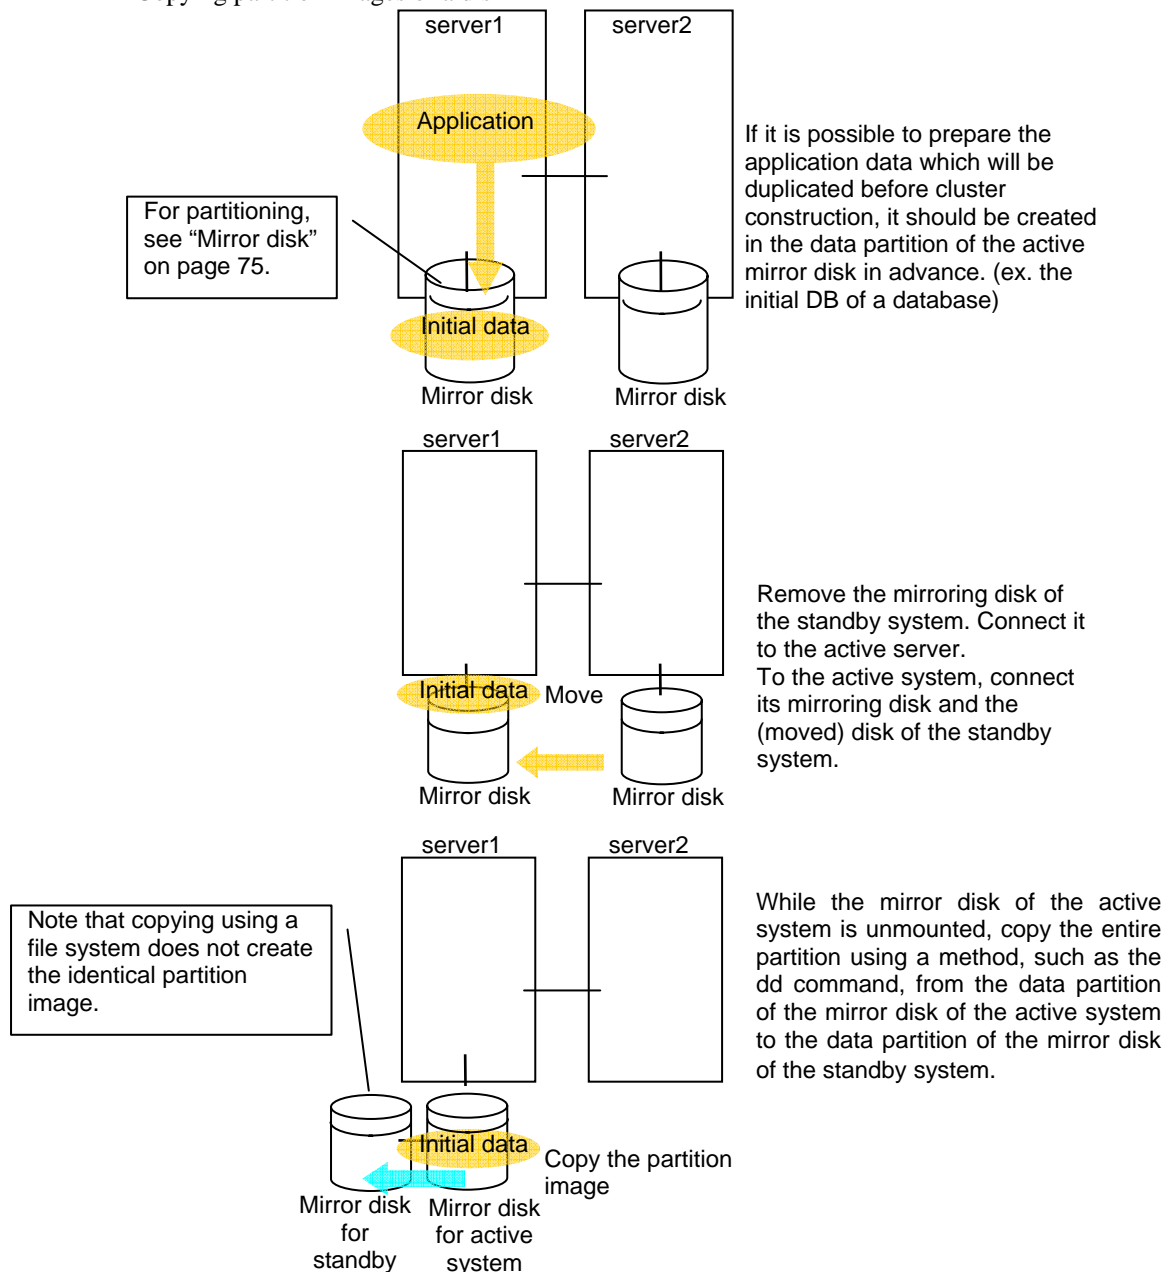 server1
server2
Application
If it is possible to prepare the
application data which will be
duplicated before cluster
construction, it should be created
in the data partition of the active
mirror disk in advance. (ex. the
initial DB of a database)
For partitioning,
see “Mirror disk”
on page 75.
Initial data
Mirror disk
Mirror disk
server1
server2
Remove the mirroring disk of
the standby system. Connect it
to the active server.
To the active system, connect
its mirroring disk and the
(moved) disk of the standby
system.
Initial data
Move
Mirror disk
Mirror disk
server1
server2
Note that copying using a
file system does not create
the identical partition
image.
While the mirror disk of the active
system is unmounted, copy the entire
partition using a method, such as the
dd command, from the data partition
of the mirror disk of the active system
to the data partition of the mirror disk
of the standby system.
Initial data
Copy the partition
image
Mirror disk
for
standby
Mirror disk
for active
system